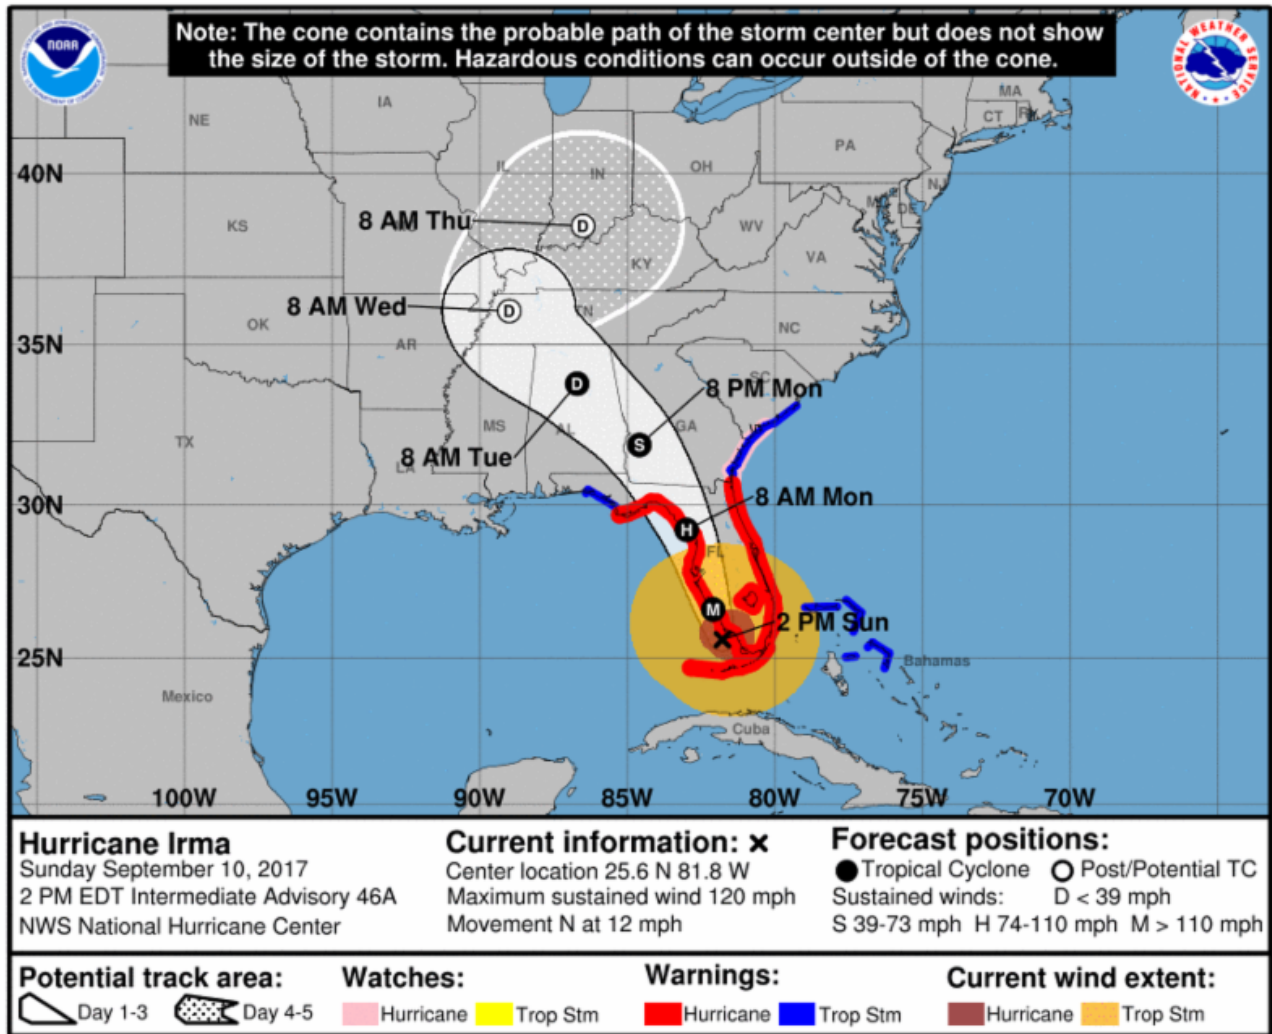 Note: The cone contains the probable path of the storm center but does not show
the size of the storm. Hazardous conditions can occur outside of the cone.
NOAA
NATIONAL WEATHER SERVICE
MA
IA
CT
NE
PA
40N
IL
IN
OH
NJ
DE
8 AM Thu
D
KS
WV
VA
KY
8 AM Wed
D
TN
OK
NC
35N
AR
D
SC
8 PM Mon
MS
AL
GA
TX
S
8 AM Tue
LA
30N
8 AM Mon
H
FL
M
2 PM Sun
25N
Bahamas
Mexico
Cuba
100W
95W
90W
85W
80W
75W
70W
Hurricane Irma
Sunday September 10, 2017
2 PM EDT Intermediate Advisory 46A
NWS National Hurricane Center
Current information: ×
Center location 25.6 N 81.8 W
Maximum sustained wind 120 mph
Movement N at 12 mph
Forecast positions:
Tropical Cyclone Post/Potential TC
Sustained winds: D < 39 mph
S 39-73 mph H 74-110 mph M > 110 mph
Potential track area:
Day 1-3 Day 4-5
Watches:
Hurricane Trop Stm
Warnings:
Hurricane Trop Stm
Current wind extent:
Hurricane Trop Stm